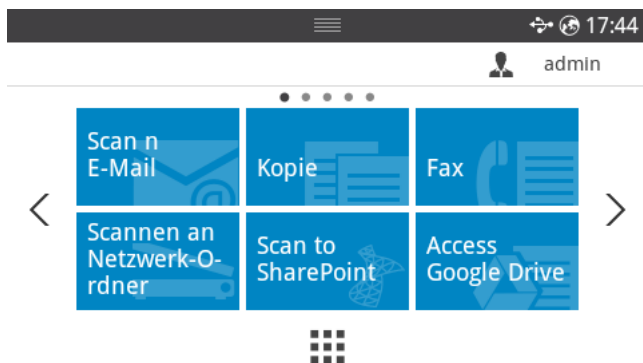 17:44
admin
Scan n
E-Mail
Kopie
Fax
Scannen an
Netzwerk-O-
rdner
Scan to
SharePoint
Access
Google Drive